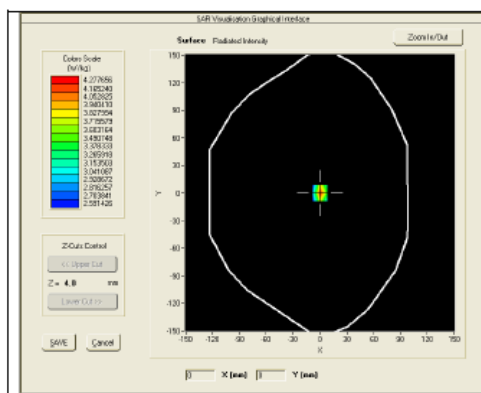 SAR Visualisation Graphical Interface
Surface Radiated Intensity
Zoom In/Out
Colors Scale
(W/kg)
4.277656
4.165240
4.052825
3.940410
3.827994
3.715579
3.603164
3.490748
3.378333
3.265918
3.153503
3.041087
2.928672
2.816257
2.703841
2.591426
Z-Cuts Control
<< Upper Cut
Z = 4.0 mm
Lower Cut >>
SAVE Cancel
150
120
90
60
30
0
-30
-60
-90
-120
-150
Y
-150 -120 -90 -60 -30 0 30 60 90 120 150
X
0 X (mm) Y (mm)